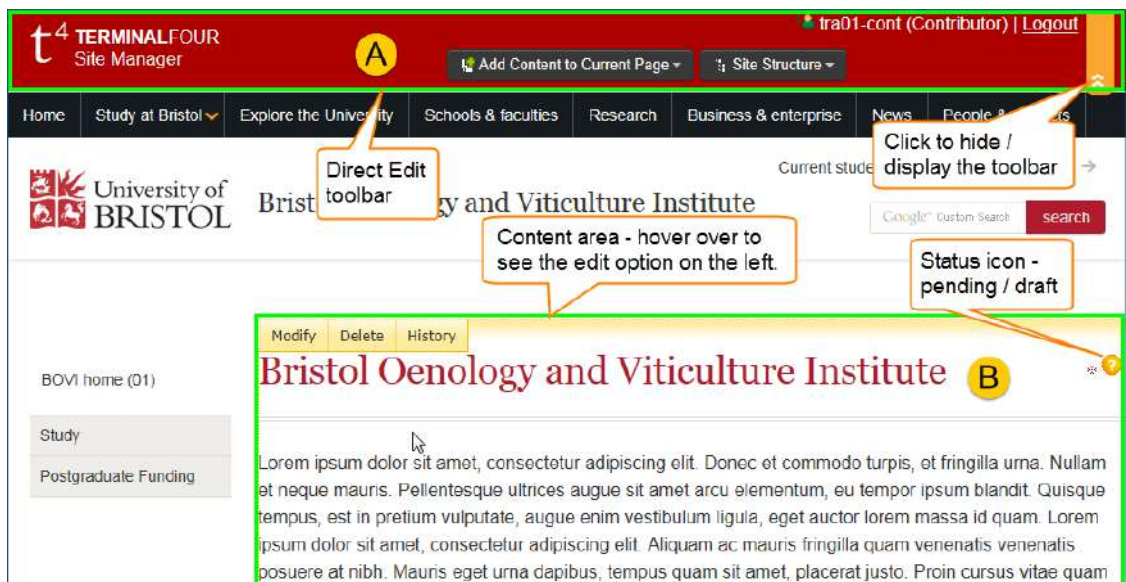 t4 TERMINALFOUR
Site Manager
A
tra01-cont (Contributor) | Logout
Add Content to Current Page
Site Structure
Home Study at Bristol Explore the University Schools & faculties Research Business & enterprise News People &
Direct Edit
toolbar
Click to hide /
display the toolbar
University of
BRISTOL
Current
gy and Viticulture Institute
Google Custom Search search
Content area - hover over to
see the edit option on the left.
Status icon -
pending / draft
Modify Delete History
Bristol Oenology and Viticulture Institute
B
?
BOVI home (01)
Study
Postgraduate Funding
Lorem ipsum dolor sit amet, consectetur adipiscing elit. Donec et commodo turpis, et fringilla urna. Nullam
et neque mauris. Pellentesque ultrices augue sit amet arcu elementum, eu tempor ipsum blandit. Quisque
tempus, est in pretium vulputate, augue enim vestibulum ligula, eget auctor lorem massa id quam. Lorem
ipsum dolor sit amet, consectetur adipiscing elit. Aliquam ac mauris fringilla quam venenatis venenatis
posuere at nibh. Mauris eget urna dapibus, tempus quam sit amet, placerat justo. Proin cursus vitae quam